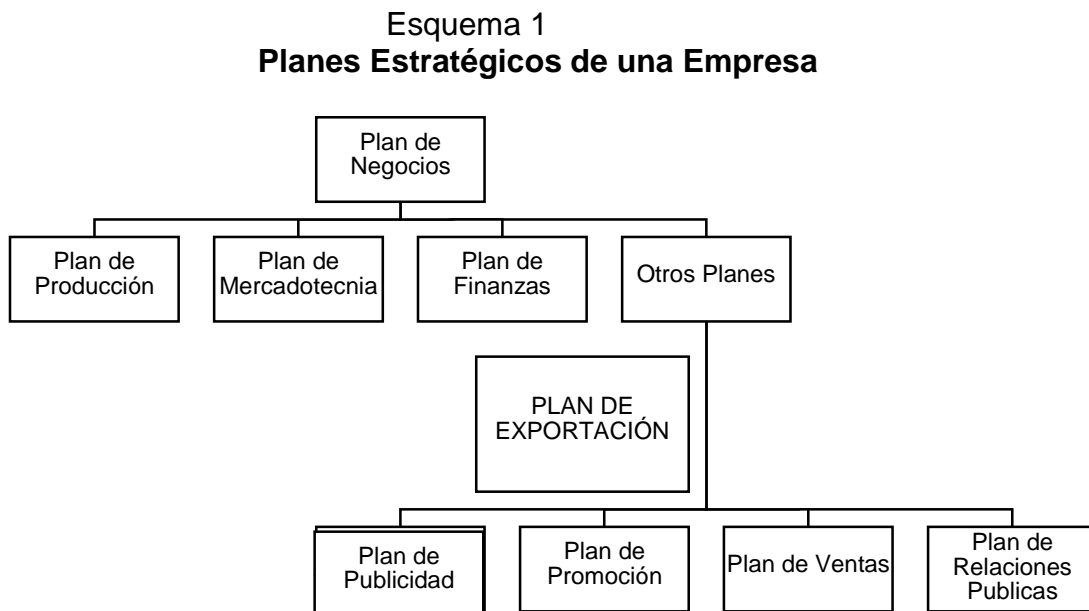 Esquema 1
Planes Estratégicos de una Empresa
Plan de
Negocios
Plan de
Producción
Plan de
Mercadotecnia
Plan de
Finanzas
Otros Planes
PLAN DE
EXPORTACIÓN
Plan de
Publicidad
Plan de
Promoción
Plan de Ventas
Plan de
Relaciones
Publicas